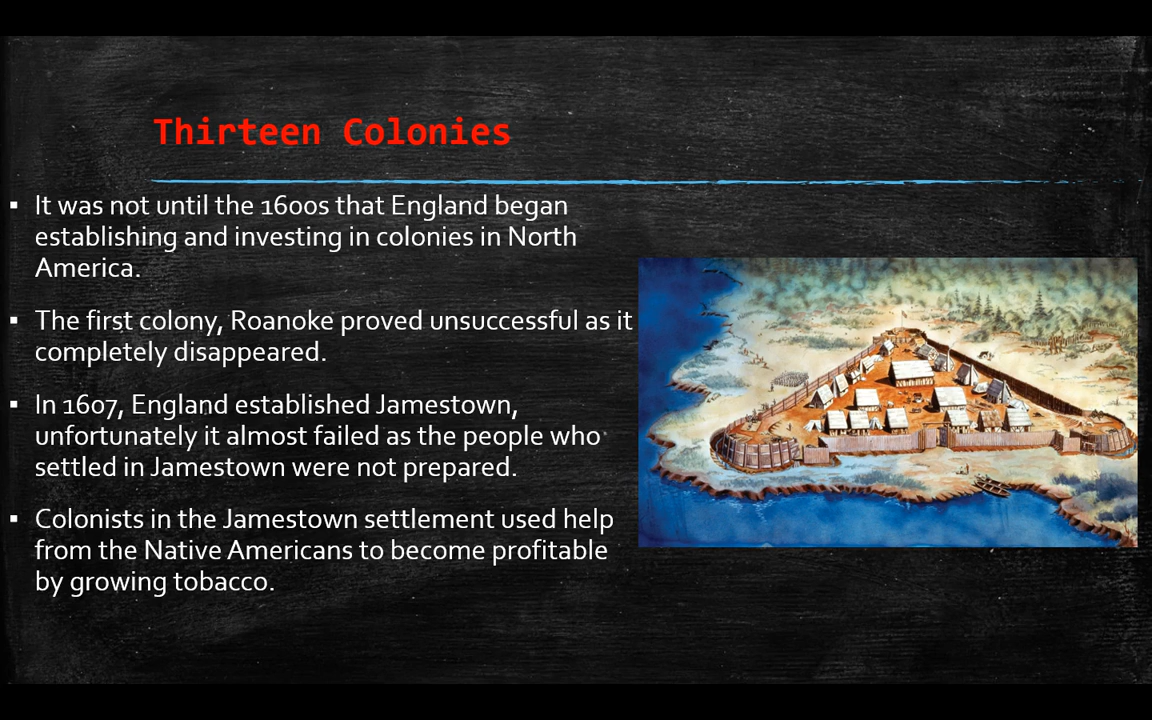 Thirteen Colonies
▪ It was not until the 1600s that England began
establishing and investing in colonies in North
America.
▪ The first colony, Roanoke proved unsuccessful as it
completely disappeared.
▪ In 1607, England established Jamestown,
unfortunately it almost failed as the people who
settled in Jamestown were not prepared.
▪ Colonists in the Jamestown settlement used help
from the Native Americans to become profitable
by growing tobacco.